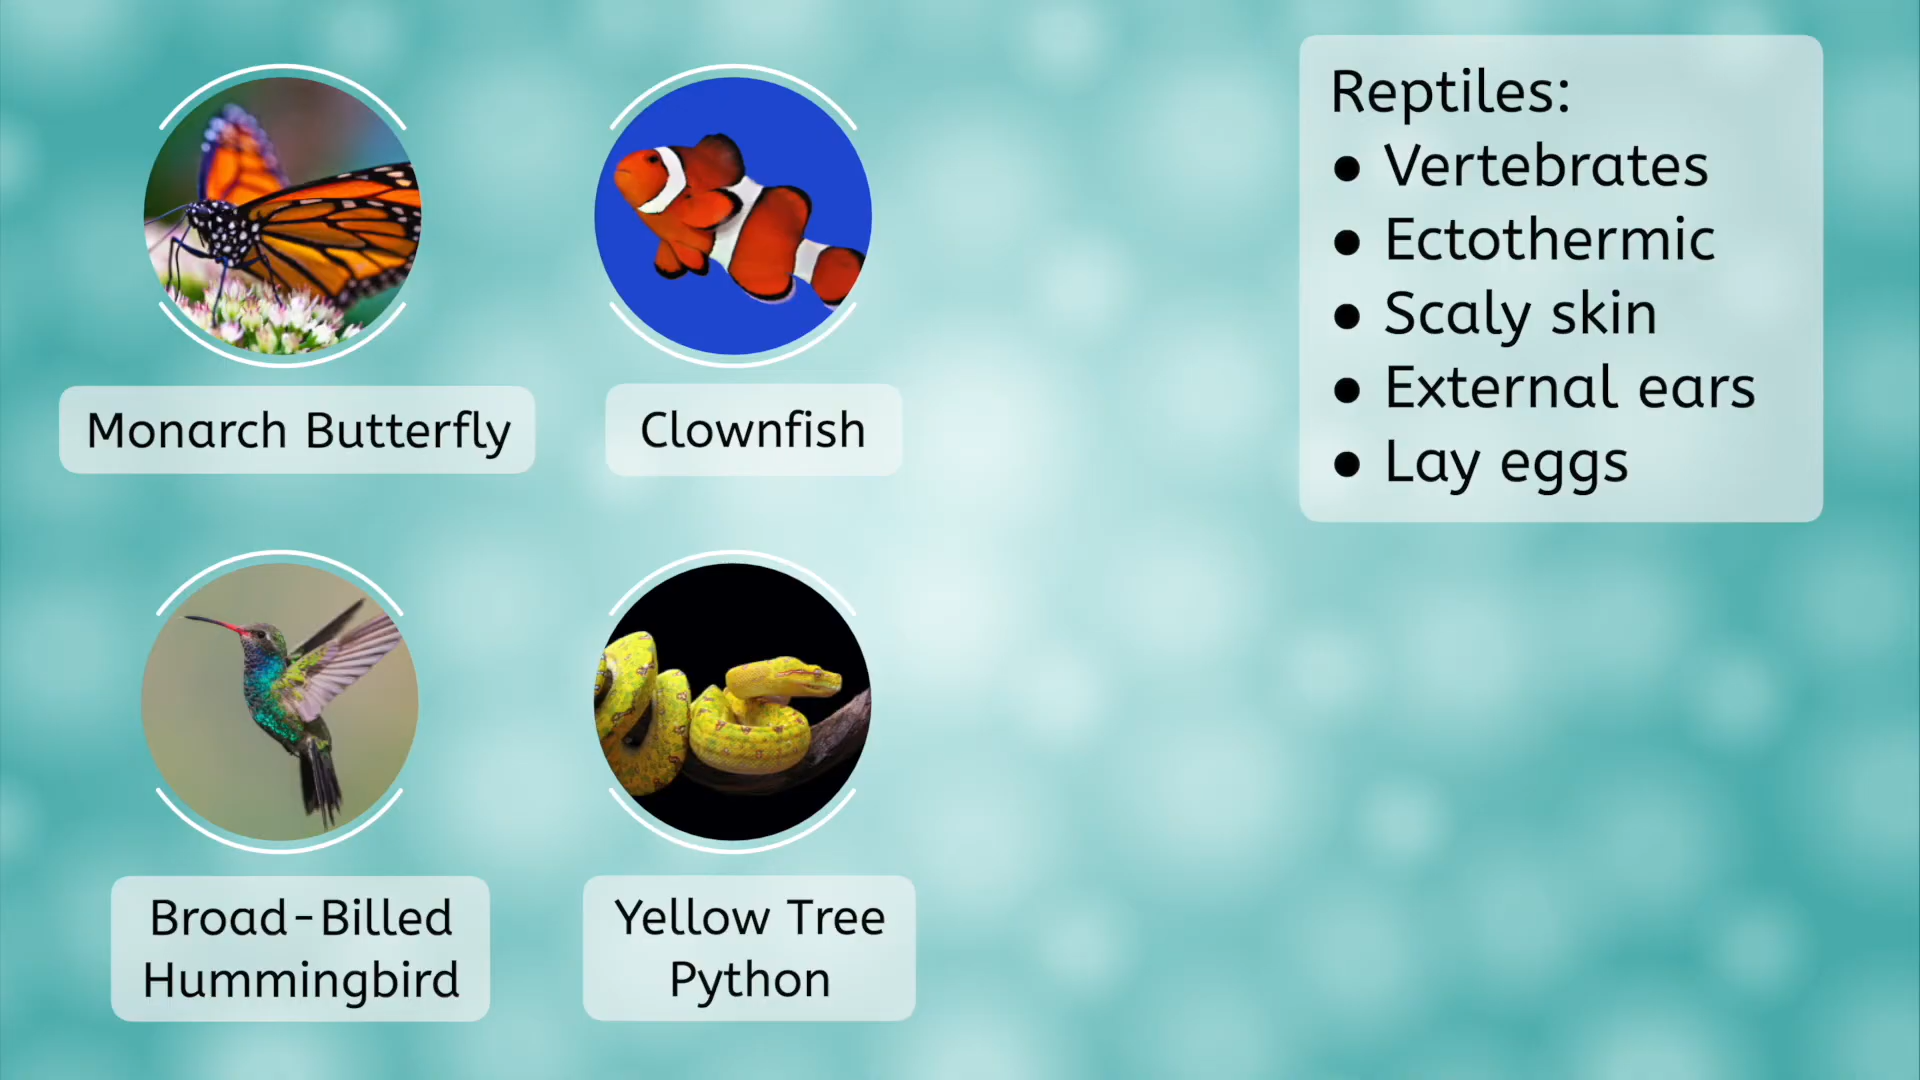 Monarch Butterfly
Clownfish
Broad-Billed
Hummingbird
Yellow Tree
Python
Reptiles:
• Vertebrates
• Ectothermic
• Scaly skin
• External ears
• Lay eggs